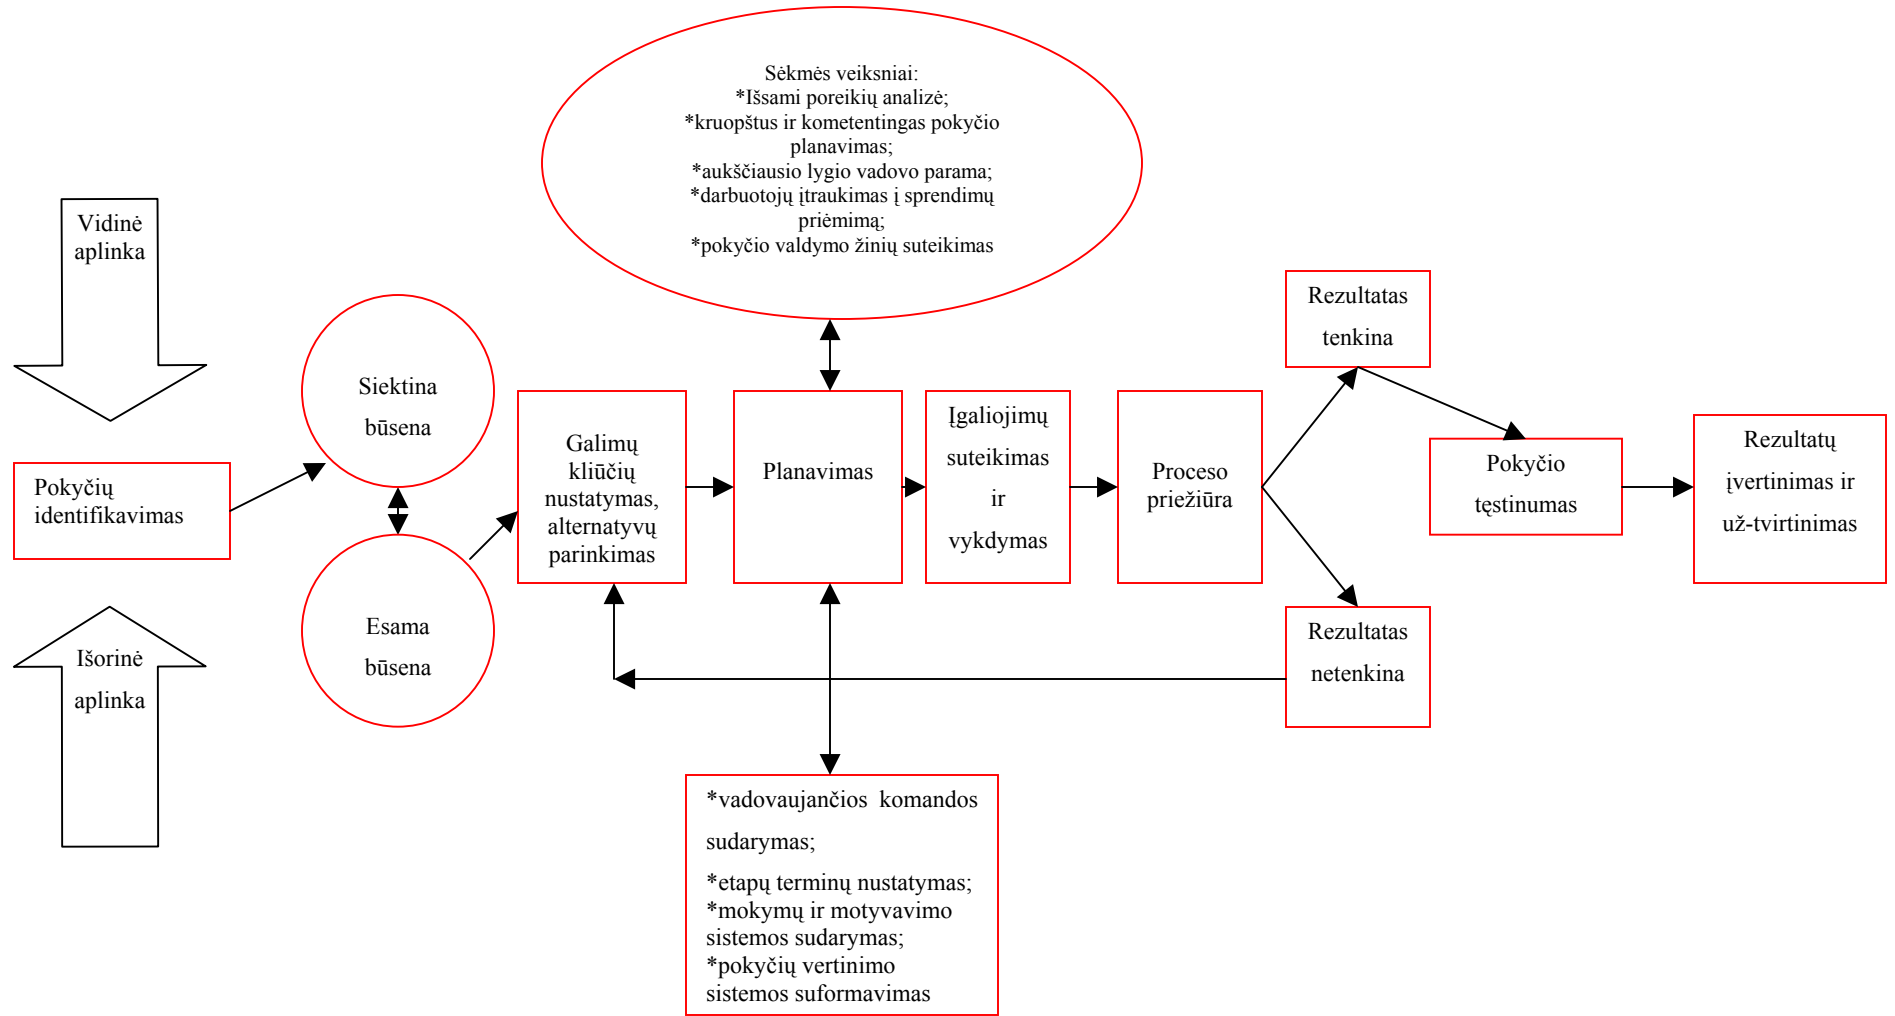 Sėkmės veiksniai:
*Išsami poreikių analizė;
*kruopštus ir kometentingas pokyčio
planavimas;
*aukščiausio lygio vadovo parama;
*darbuotojų įtraukimas į sprendimų
priėmimą;
*pokyčio valdymo žinių suteikimas
Vidinė
aplinka
Pokyčių
identifikavimas
Išorinė
aplinka
Siektina
būsena
Esama
būsena
Galimų
kliūčių
nustatymas,
alternatyvų
parinkimas
Planavimas
Įgaliojimų
suteikimas
ir
vykdymas
Proceso
priežiūra
Rezultatas
tenkina
Rezultatas
netenkina
Pokyčio
tęstinumas
Rezultatų
įvertinimas ir
už-tvirtinimas
*vadovaujančios komandos
sudarymas;
*etapų terminų nustatymas;
*mokymų ir motyvavimo
sistemos sudarymas;
*pokyčių vertinimo
sistemos suformavimas